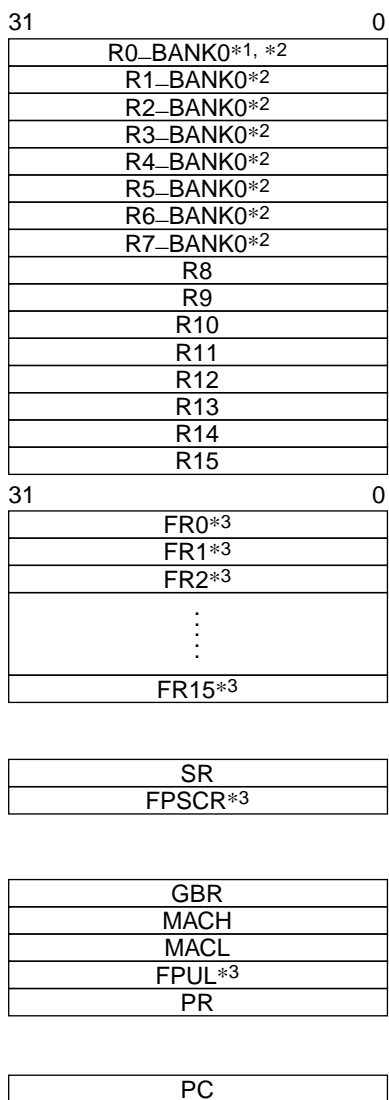 31 0
R0_BANK0*1, *2
R1_BANK0*2
R2_BANK0*2
R3_BANK0*2
R4_BANK0*2
R5_BANK0*2
R6_BANK0*2
R7_BANK0*2
R8
R9
R10
R11
R12
R13
R14
R15
31 0
FR0*3
FR1*3
FR2*3
FR15*3
SR
FPSCR*3
GBR
MACH
MACL
FPUL*3
PR
PC